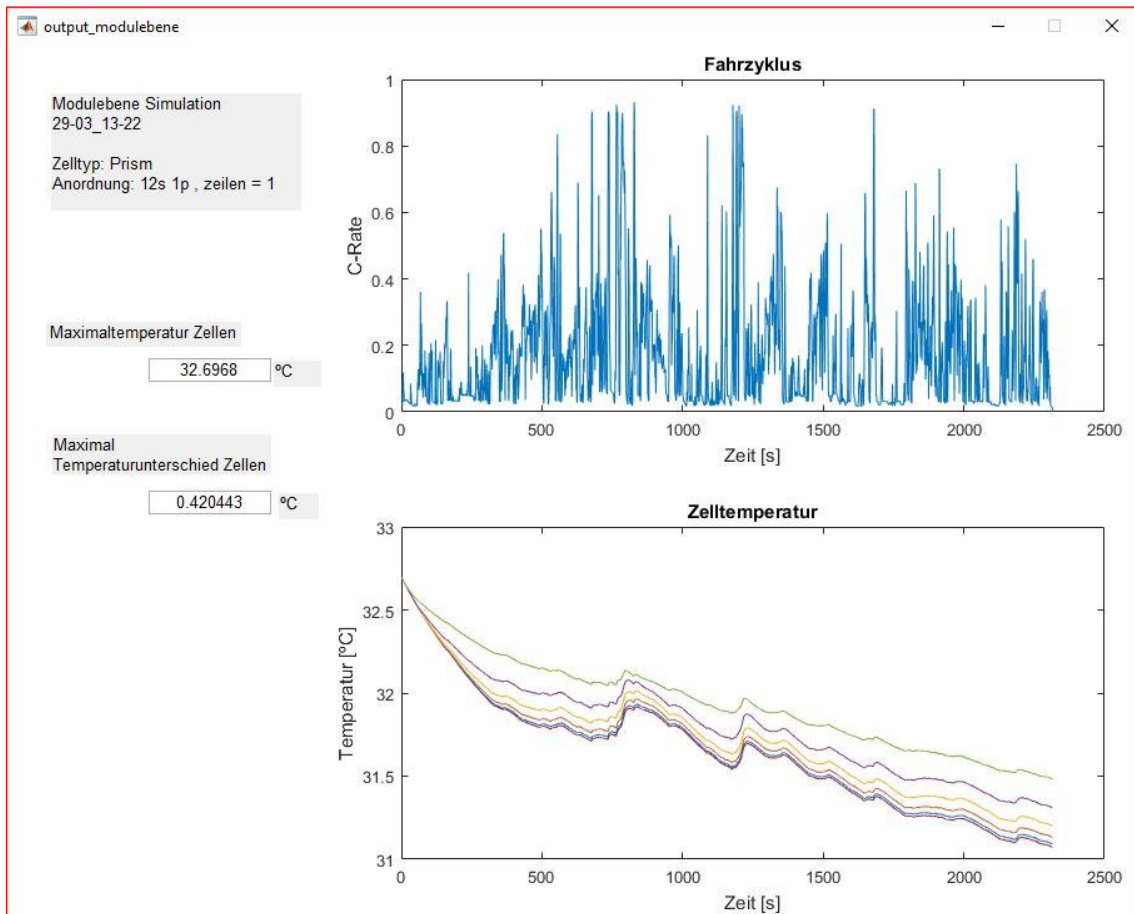 output_modulebene
Modulebene Simulation
29-03_13-22
Zelltyp: Prism
Anordnung: 12s 1p , zeilen = 1
Maximaltemperatur Zellen
32.6968 ºC
Maximal
Temperaturunterschied Zellen
0.420443 ºC
Fahrzyklus
C-Rate
1
0.8
0.6
0.4
0.2
0
0 500 1000 1500 2000 2500
Zeit [s]
Zelltemperatur
Temperatur [ºC]
33
32.5
32
31.5
31
0 500 1000 1500 2000 2500
Zeit [s]